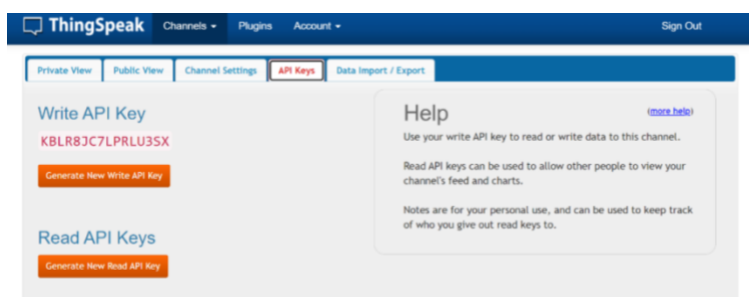 ThingSpeak Channels Plugins Account Sign Out
Private View Public View Channel Settings API Keys Data Import / Export
Write API Key
KBLR8JC7LPRLU3SX
Generate New Write API Key
Read API Keys
Generate New Read API Key
Help (more help)
Use your write API key to read or write data to this channel.
Read API keys can be used to allow other people to view your
channel's feed and charts.
Notes are for your personal use, and can be used to keep track
of who you give out read keys to.